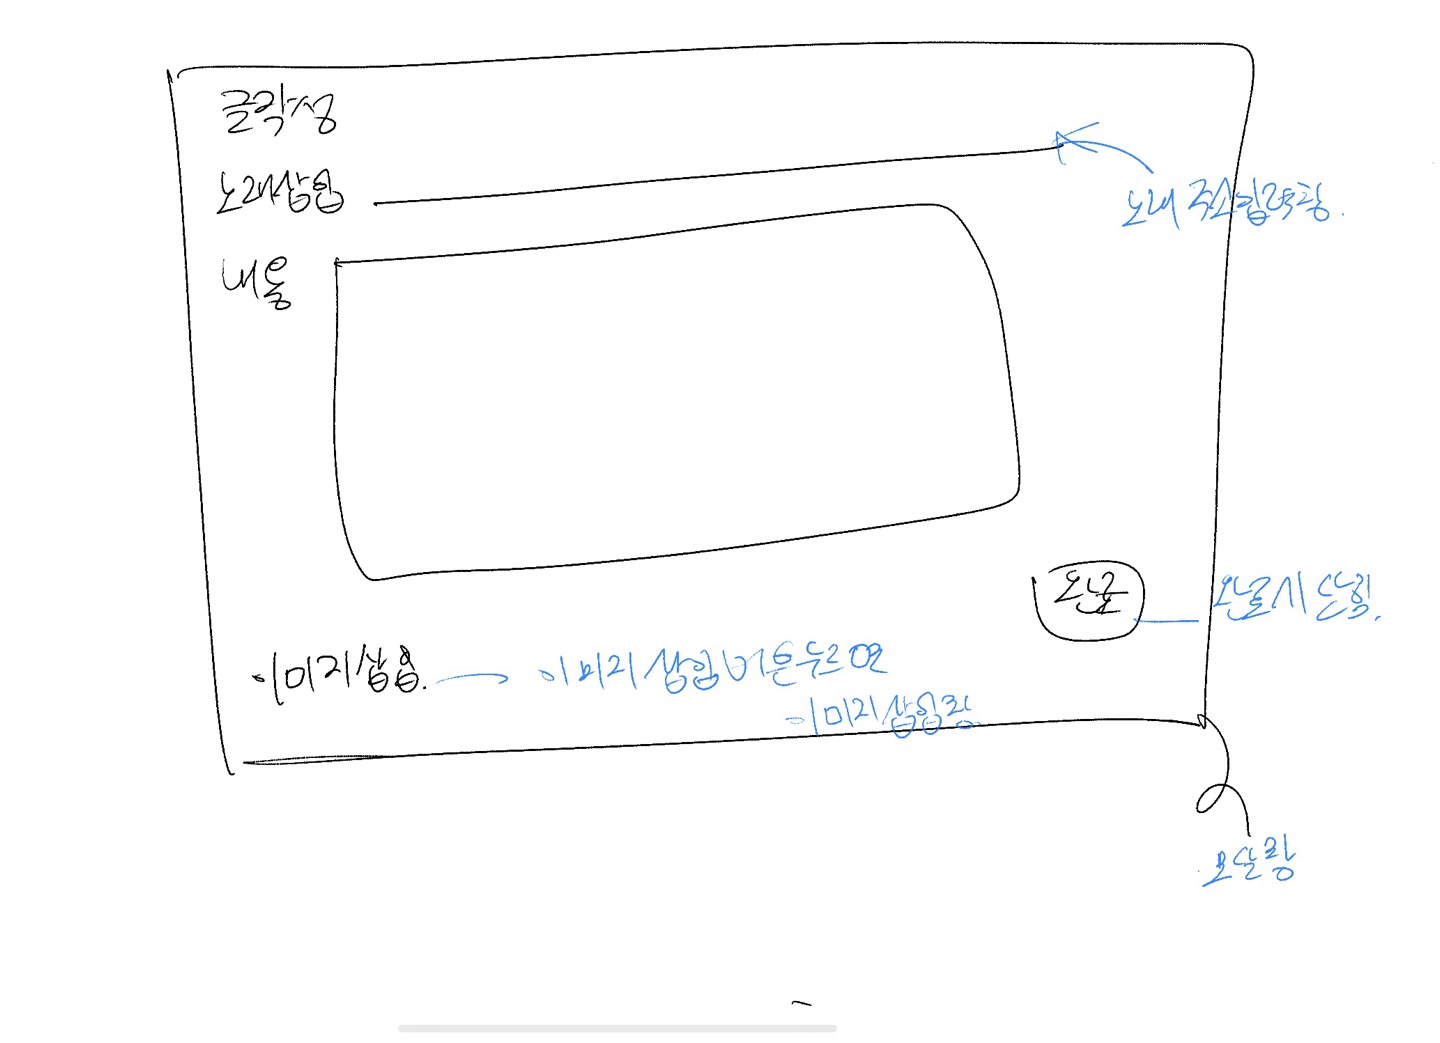 글작성
노래삽입
노래 주소입력창.
내용
완료
완료시 닫힘.
이미지삽입.
이미지 삽입버튼누르면
이미지삽입창
모달창